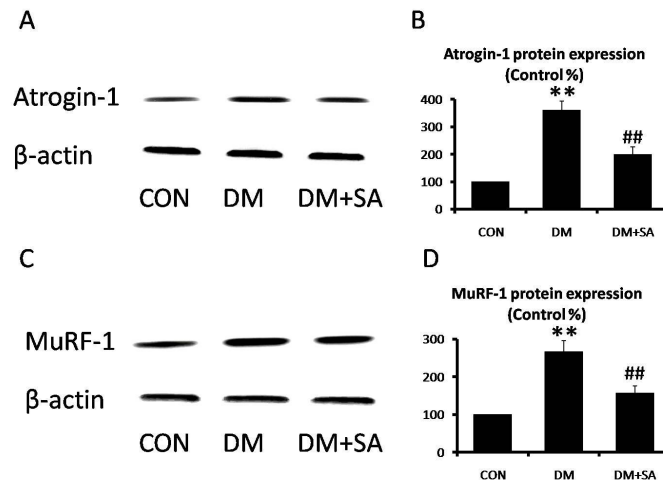 A
Atrogin-1
β-actin
CON DM DM+SA
B
Atrogin-1 protein expression
(Control %)
400
300
200
100
0
**
##
CON DM DM+SA
C
MuRF-1
β-actin
CON DM DM+SA
D
MuRF-1 protein expression
(Control %)
300
200
100
0
**
##
CON DM DM+SA